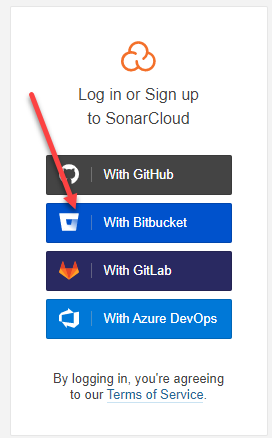 Log in or Sign up
to SonarCloud
With GitHub
With Bitbucket
With GitLab
With Azure DevOps
By logging in, you're agreeing
to our Terms of Service.